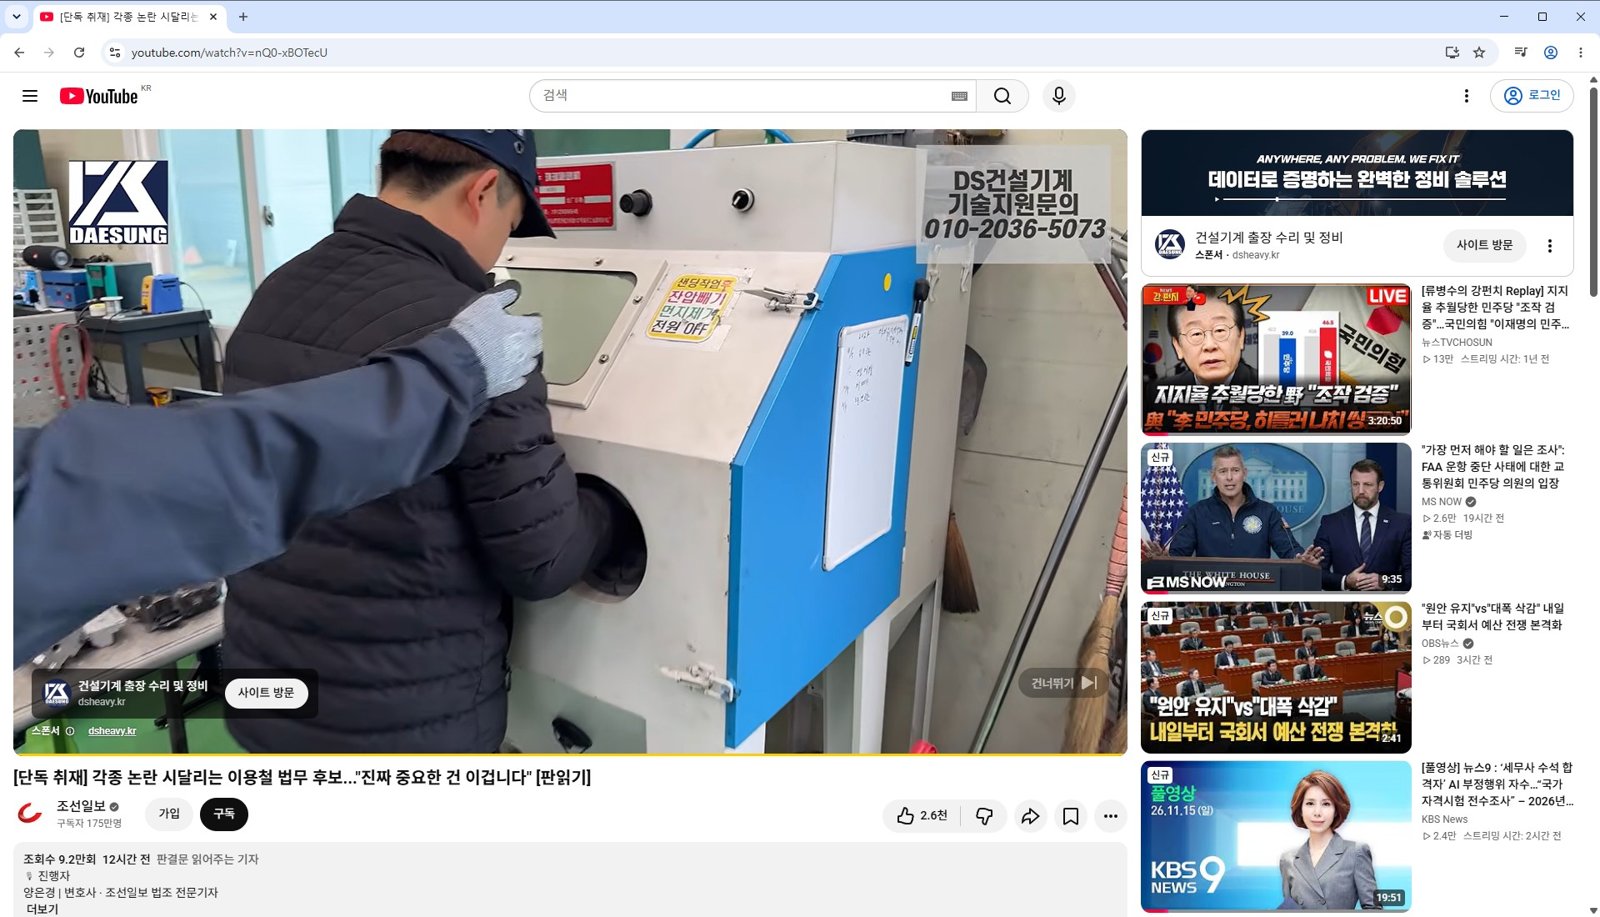 [단독 취재] 각종 논란 시달리는
youtube.com/watch?v=nQ0-xBOTecU
YouTube KR
검색
로그인
DAESUNG
DS건설기계
기술지원문의
010-2036-5073
샌딩작업후
잔압빼기
먼지제거
전원 OFF
건설기계 출장 수리 및 정비
dsheavy.kr
사이트 방문
건너뛰기
스폰서
dsheavy.kr
[단독 취재] 각종 논란 시달리는 이용철 법무 후보..."진짜 중요한 건 이겁니다" [판읽기]
조선일보
구독자 175만명
가입
구독
2.6천
조회수 9.2만회 12시간 전 판결문 읽어주는 기자
진행자
양은경 | 변호사 · 조선일보 법조 전문기자
더보기
ANYWHERE, ANY PROBLEM. WE FIX IT
데이터로 증명하는 완벽한 정비 솔루션
건설기계 출장 수리 및 정비
스폰서 · dsheavy.kr
사이트 방문
강펀치
LIVE
39.0
46.5
국민의힘
지지율 추월당한 野 "조작 검증"
3:20:50
[류병수의 강펀치 Replay] 지지
율 추월당한 민주당 "조작 검
증"...국민의힘 "이재명의 민주...
뉴스TVCHOSUN
13만 스트리밍 시간: 1년 전
신규
THE WHITE HOUSE
MS NOW
9:35
"가장 먼저 해야 할 일은 조사":
FAA 운항 중단 사태에 대한 교
통위원회 민주당 의원의 입장
MS NOW
2.6만 19시간 전
자동 더빙
신규
뉴스
"원안 유지"vs"대폭 삭감"
내일부터 국회서 예산 전쟁 본격화
2:41
"원안 유지"vs"대폭 삭감" 내일
부터 국회서 예산 전쟁 본격화
OBS뉴스
289 3시간 전
신규
풀영상
26.11.15 (일)
KBS
NEWS 9
19:51
[풀영상] 뉴스9 : ‘세무사 수석 합
격자’ AI 부정행위 자수…“국가
자격시험 전수조사” – 2026년...
KBS News
2.4만 스트리밍 시간: 2시간 전